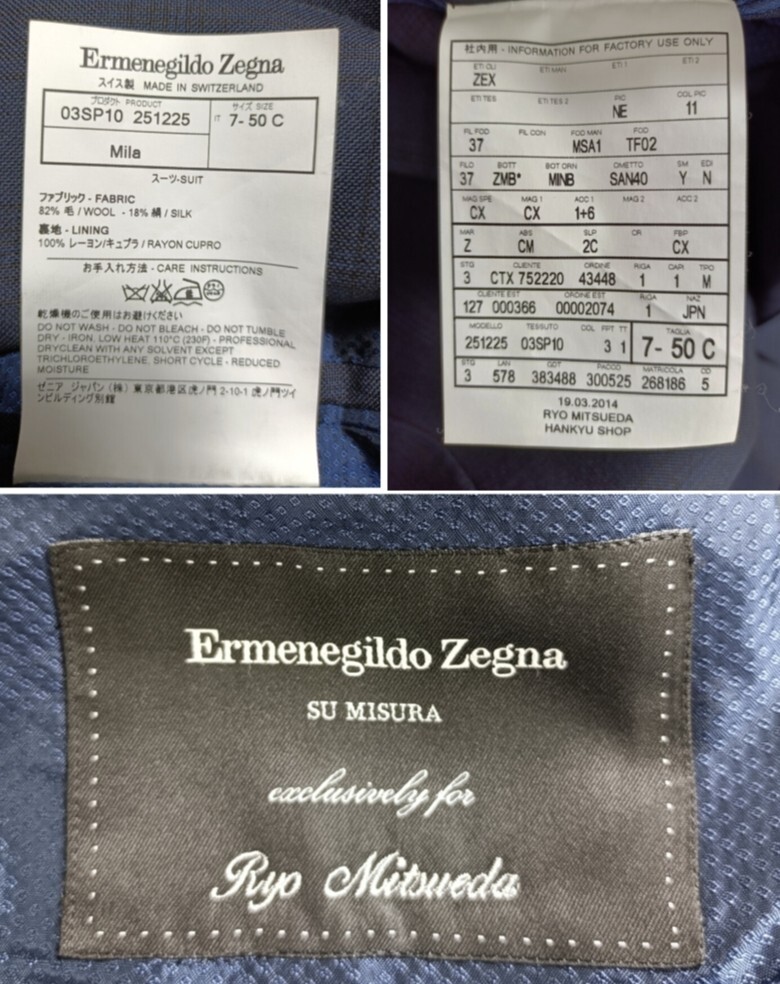 Ermenegildo Zegna
スイス製 MADE IN SWITZERLAND
プロダクト PRODUCT サイズ SIZE
03SP10 251225 IT 7- 50 C
Mila
スーツ-SUIT
ファブリック - FABRIC
82% 毛 / WOOL - 18% 絹 / SILK
裏地 - LINING
100% レーヨン/キュプラ / RAYON CUPRO
お手入れ方法 - CARE INSTRUCTIONS
乾燥機のご使用はお避けください
DO NOT WASH - DO NOT BLEACH - DO NOT TUMBLE
DRY - IRON, LOW HEAT 110°C (230F) - PROFESSIONAL
DRYCLEAN WITH ANY SOLVENT EXCEPT
TRICHLOROETHYLENE, SHORT CYCLE - REDUCED
MOISTURE
ゼニア ジャパン (株) 東京都港区虎ノ門 2-10-1 虎ノ門ツイ
ンビルディング別館
社内用 - INFORMATION FOR FACTORY USE ONLY
ETI OLI ETI MAN ETI 1 ETI 2
ZEX
ETI TES ETI TES 2 PIC COL PIC
NE 11
FIL FOD FIL CON FOD MAN FOD
37 MSA1 TF02
FILO BOTT BOT ORN OMETTO SM EDI
37 ZMB* MINB SAN40 Y N
MAG SPE MAG 1 ACC 1 MAG 2 ACC 2
CX CX 1+6
MAR ABS SLP CR FBP
Z CM 2C CX
STG CLIENTE ORDINE RIGA CAPI TPO
3 CTX 752220 43448 1 1 M
CLIENTE EST ORDINE EST RIGA NAZ
127 000366 00002074 1 JPN
MODELLO TESSUTO COL FPT TT TAGLIA
251225 03SP10 3 1 7- 50 C
STG LAN GOT PACCO MATRICOLA CD
3 578 383488 300525 268186 5
19.03.2014
RYO MITSUEDA
HANKYU SHOP
Ermenegildo Zegna
SU MISURA
exclusively for
Ryo Mitsueda